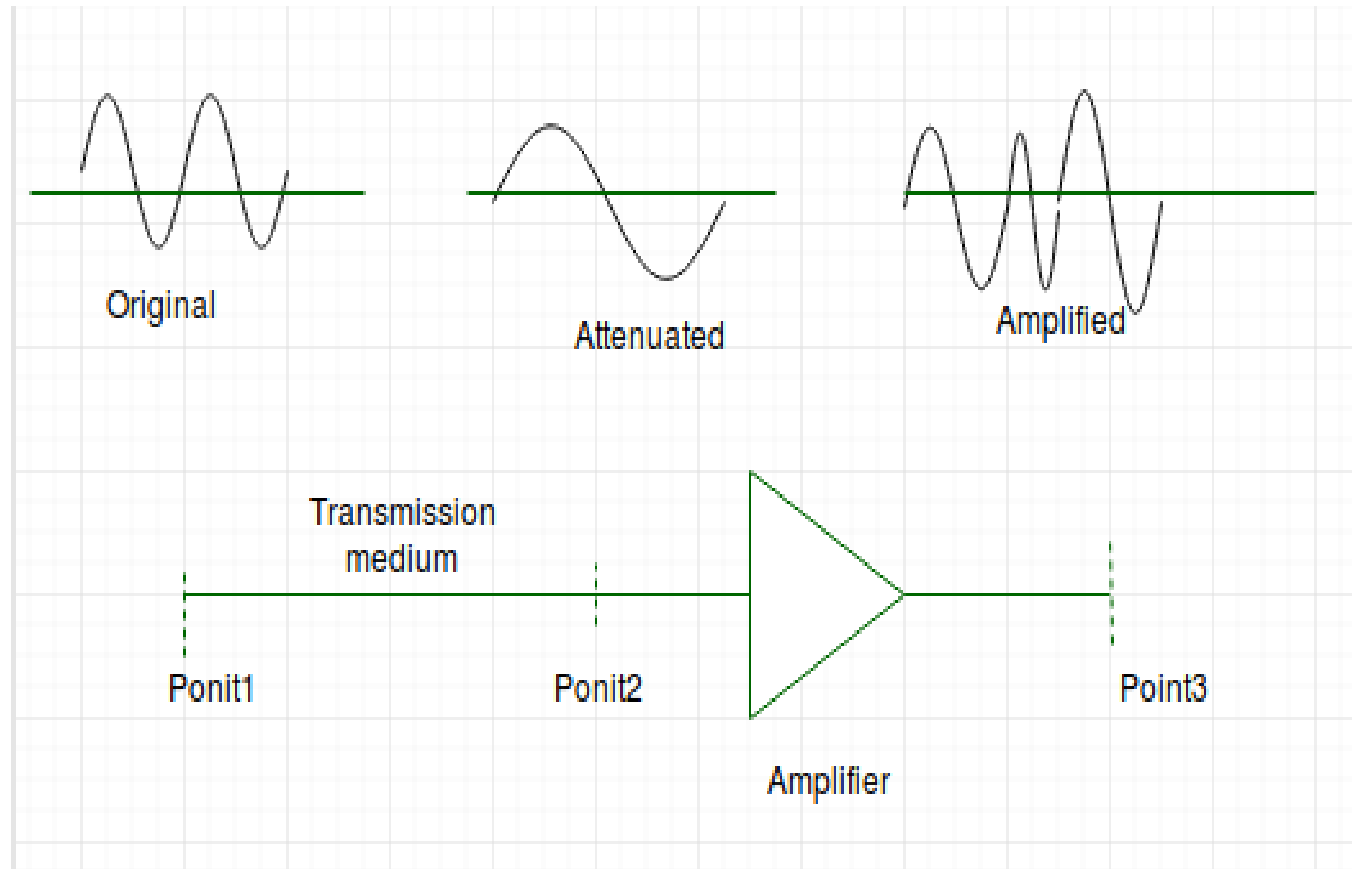 Original
Attenuated
Amplified
Transmission
medium
Ponit1
Ponit2
Point3
Amplifier